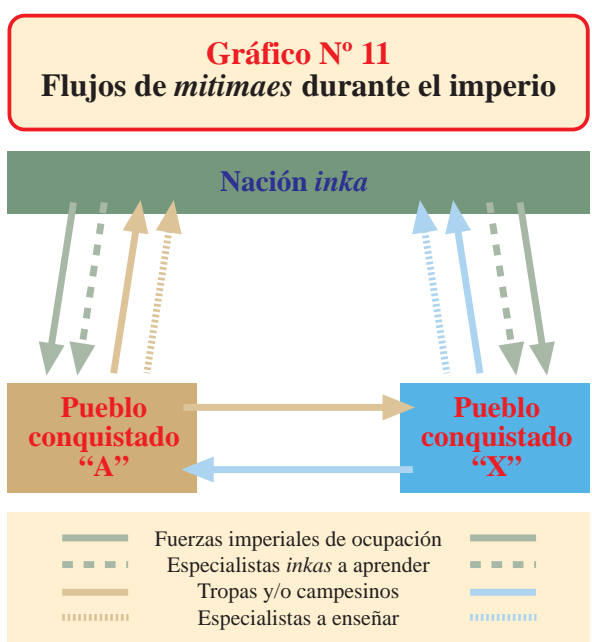 Gráfico Nº 11
Flujos de mitimaes durante el imperio
Nación inka
Pueblo
conquistado
“A”
Pueblo
conquistado
“X”
Fuerzas imperiales de ocupación
Especialistas inkas a aprender
Tropas y/o campesinos
Especialistas a enseñar